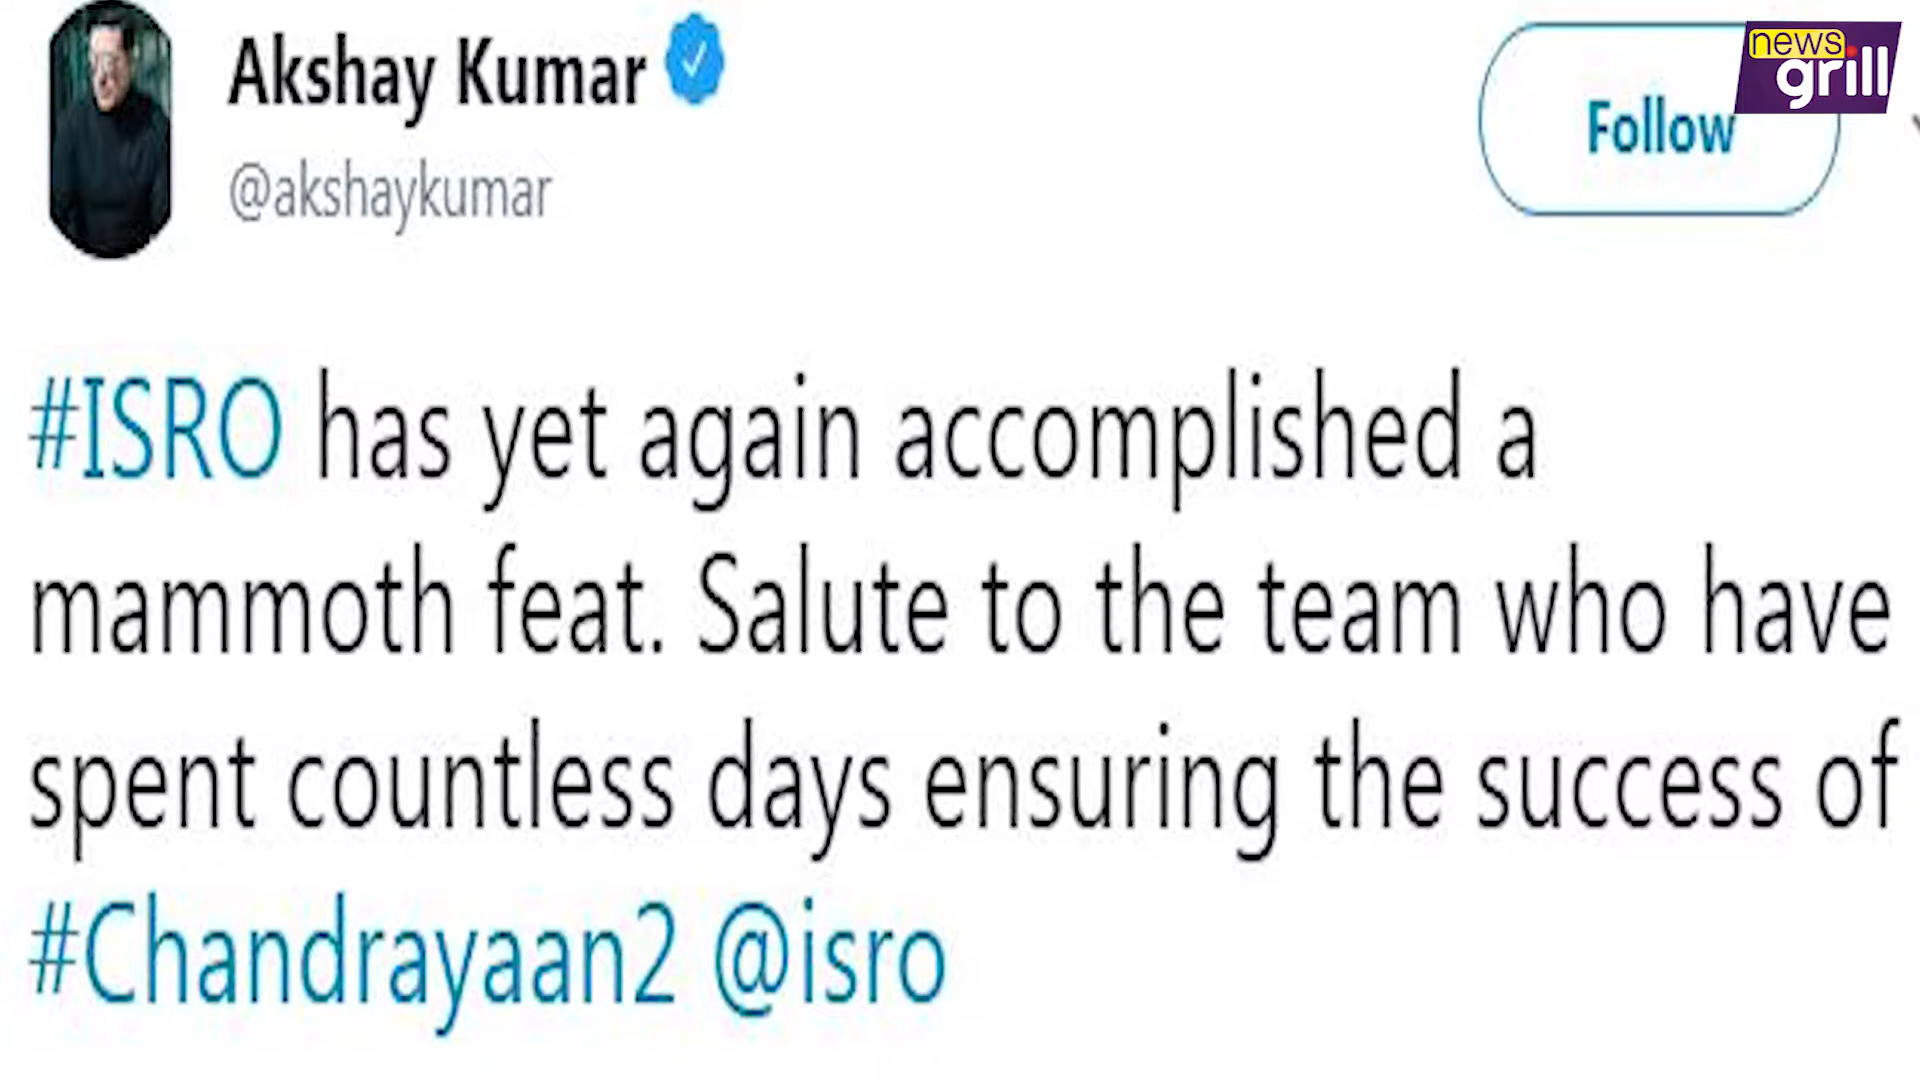 Akshay Kumar
@akshaykumar
Follow
news
grill
#ISRO has yet again accomplished a
mammoth feat. Salute to the team who have
spent countless days ensuring the success of
#Chandrayaan2 @isro